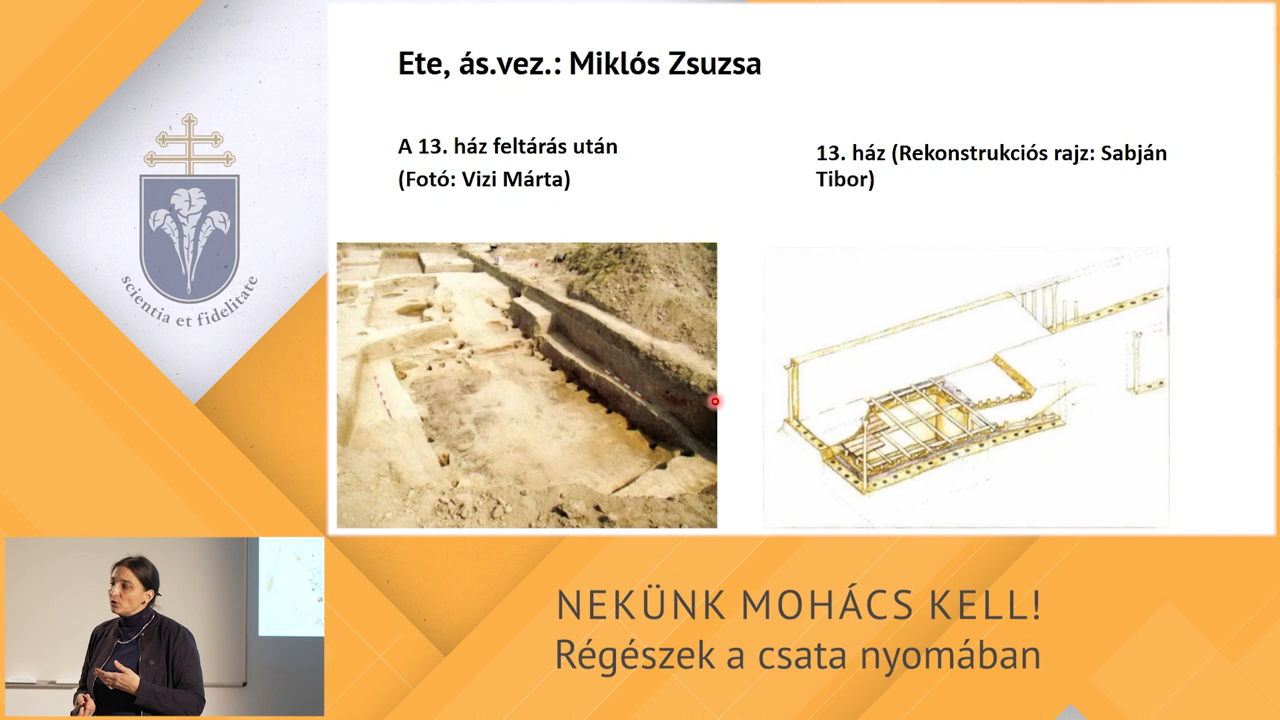 Ete, ás.vez.: Miklós Zsuzsa
A 13. ház feltárás után
(Fotó: Vizi Márta)
13. ház (Rekonstrukciós rajz: Sabján
Tibor)
scientia et fidelitate
NEKÜNK MOHÁCS KELL!
Régészek a csata nyomában